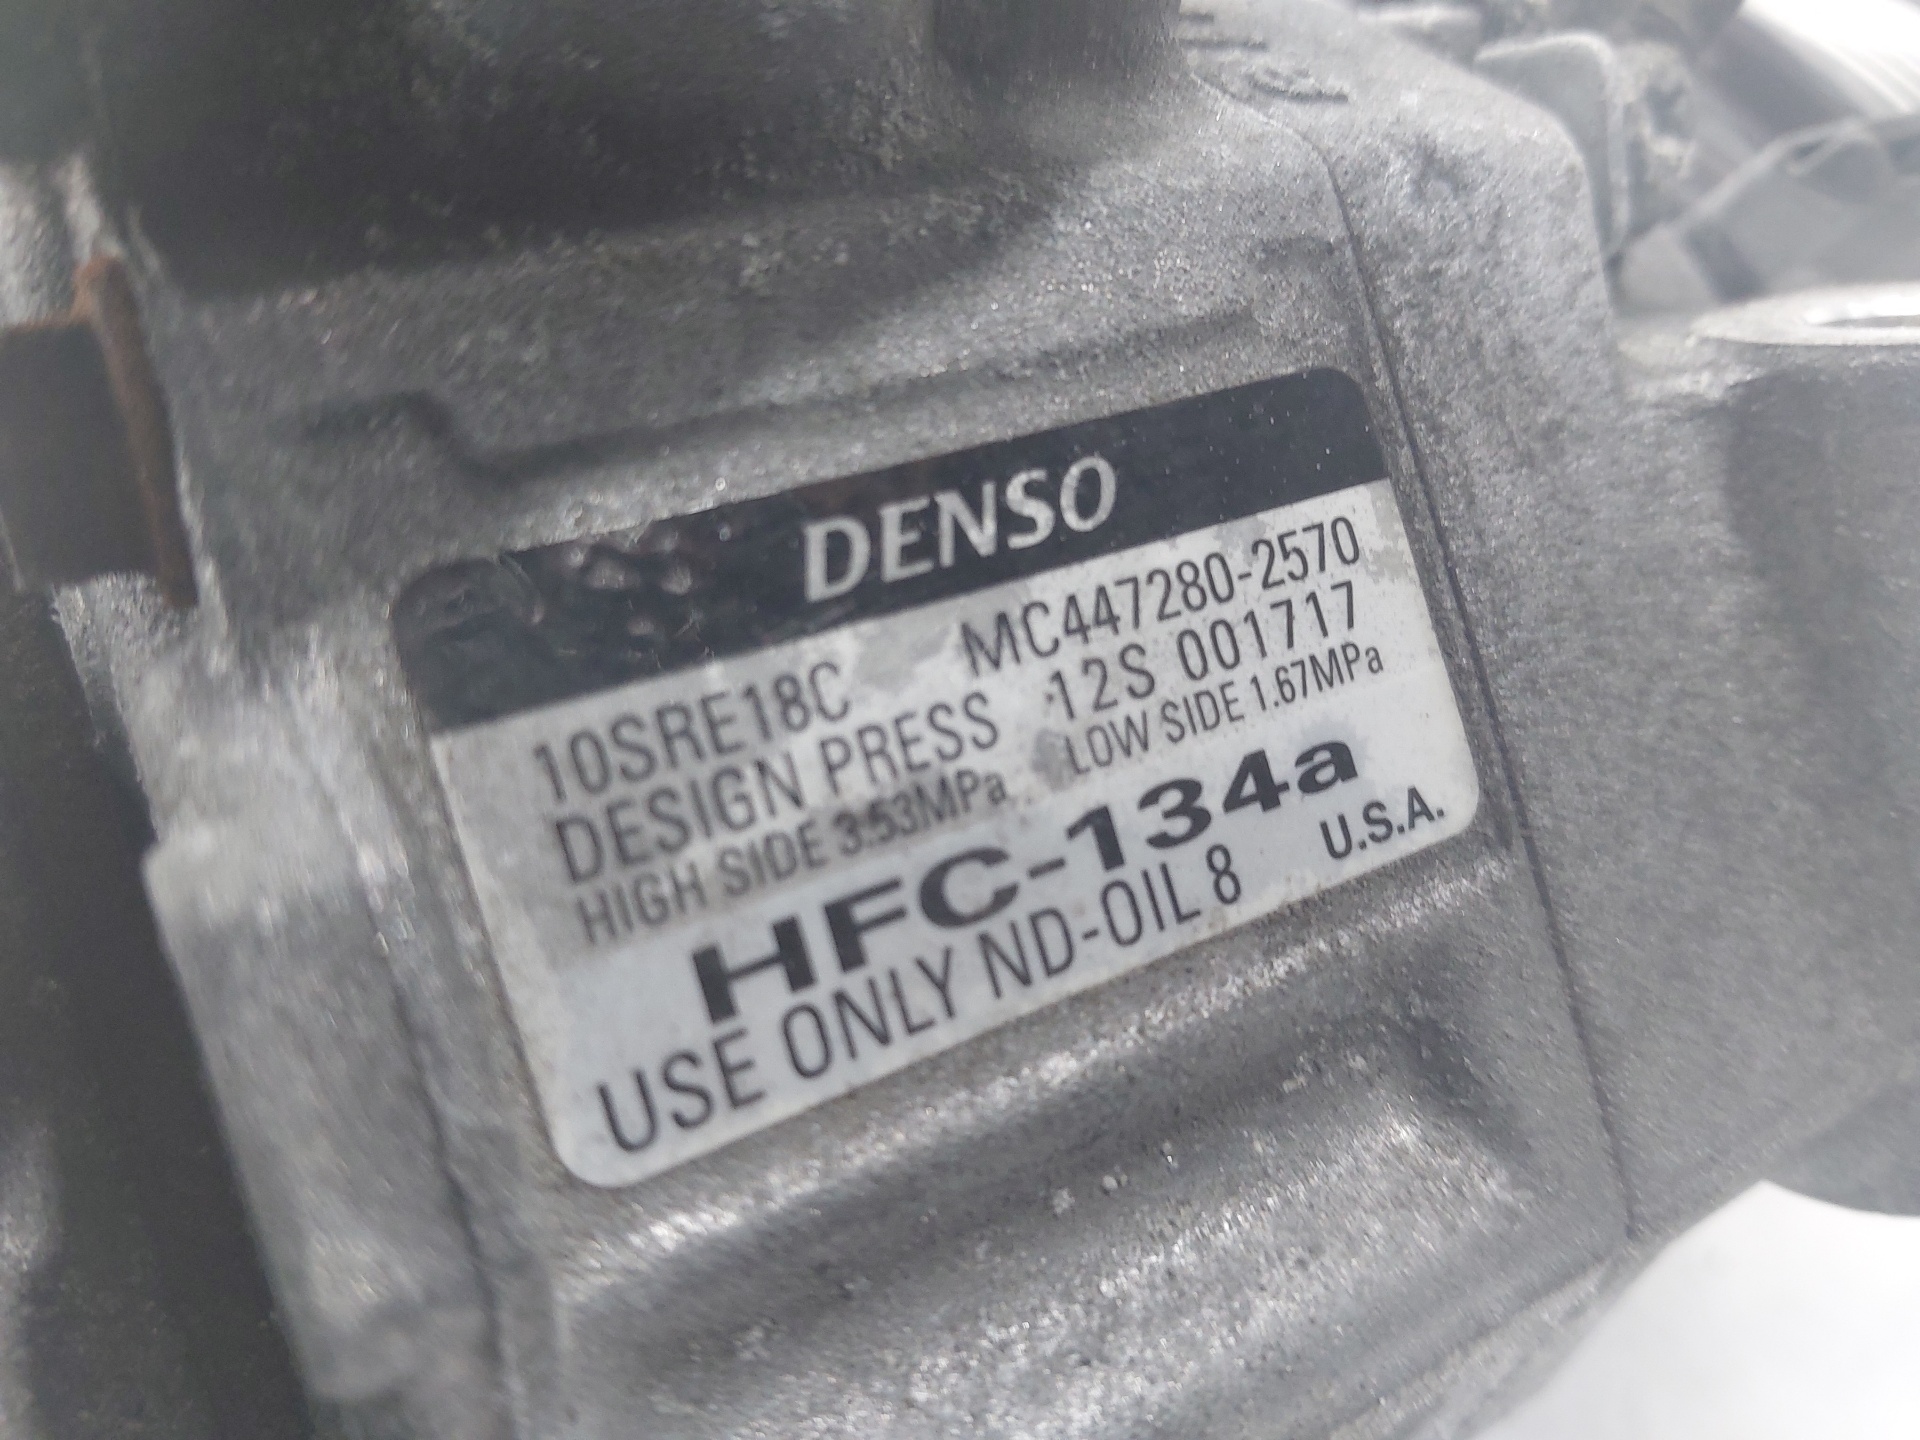 DENSO
10SRE18C MC447280-2570
DESIGN PRESS 12S 001717
HIGH SIDE 3.53MPa LOW SIDE 1.67MPa
HFC-134a
USE ONLY ND-OIL 8 U.S.A.